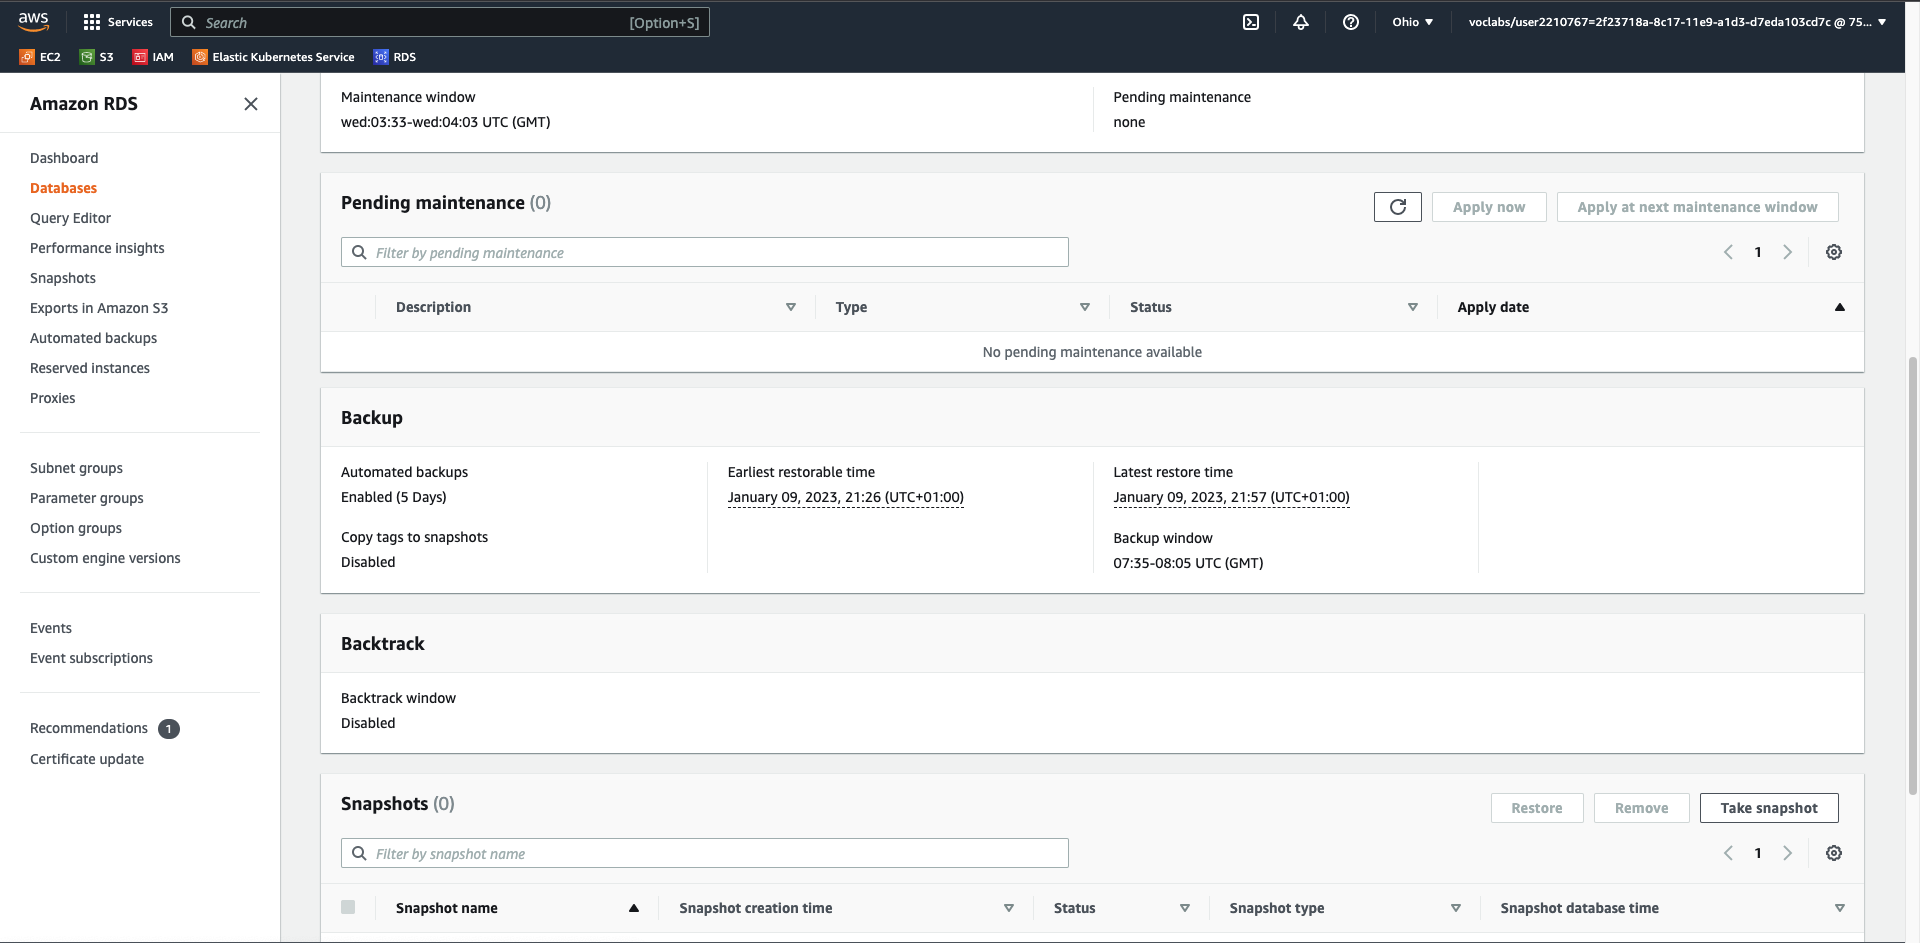 aws
Services
Search
[Option+S]
Ohio ▼
voclabs/user2210767=2f23718a-8c17-11e9-a1d3-d7eda103cd7c @ 75... ▼
EC2
S3
IAM
Elastic Kubernetes Service
RDS
Amazon RDS
Dashboard
Databases
Query Editor
Performance insights
Snapshots
Exports in Amazon S3
Automated backups
Reserved instances
Proxies
Subnet groups
Parameter groups
Option groups
Custom engine versions
Events
Event subscriptions
Recommendations 1
Certificate update
Maintenance window
wed:03:33-wed:04:03 UTC (GMT)
Pending maintenance
none
Pending maintenance (0)
Apply now
Apply at next maintenance window
Filter by pending maintenance
1
Description
Type
Status
Apply date
No pending maintenance available
Backup
Automated backups
Enabled (5 Days)
Copy tags to snapshots
Disabled
Earliest restorable time
January 09, 2023, 21:26 (UTC+01:00)
Latest restore time
January 09, 2023, 21:57 (UTC+01:00)
Backup window
07:35-08:05 UTC (GMT)
Backtrack
Backtrack window
Disabled
Snapshots (0)
Restore
Remove
Take snapshot
Filter by snapshot name
1
Snapshot name
Snapshot creation time
Status
Snapshot type
Snapshot database time